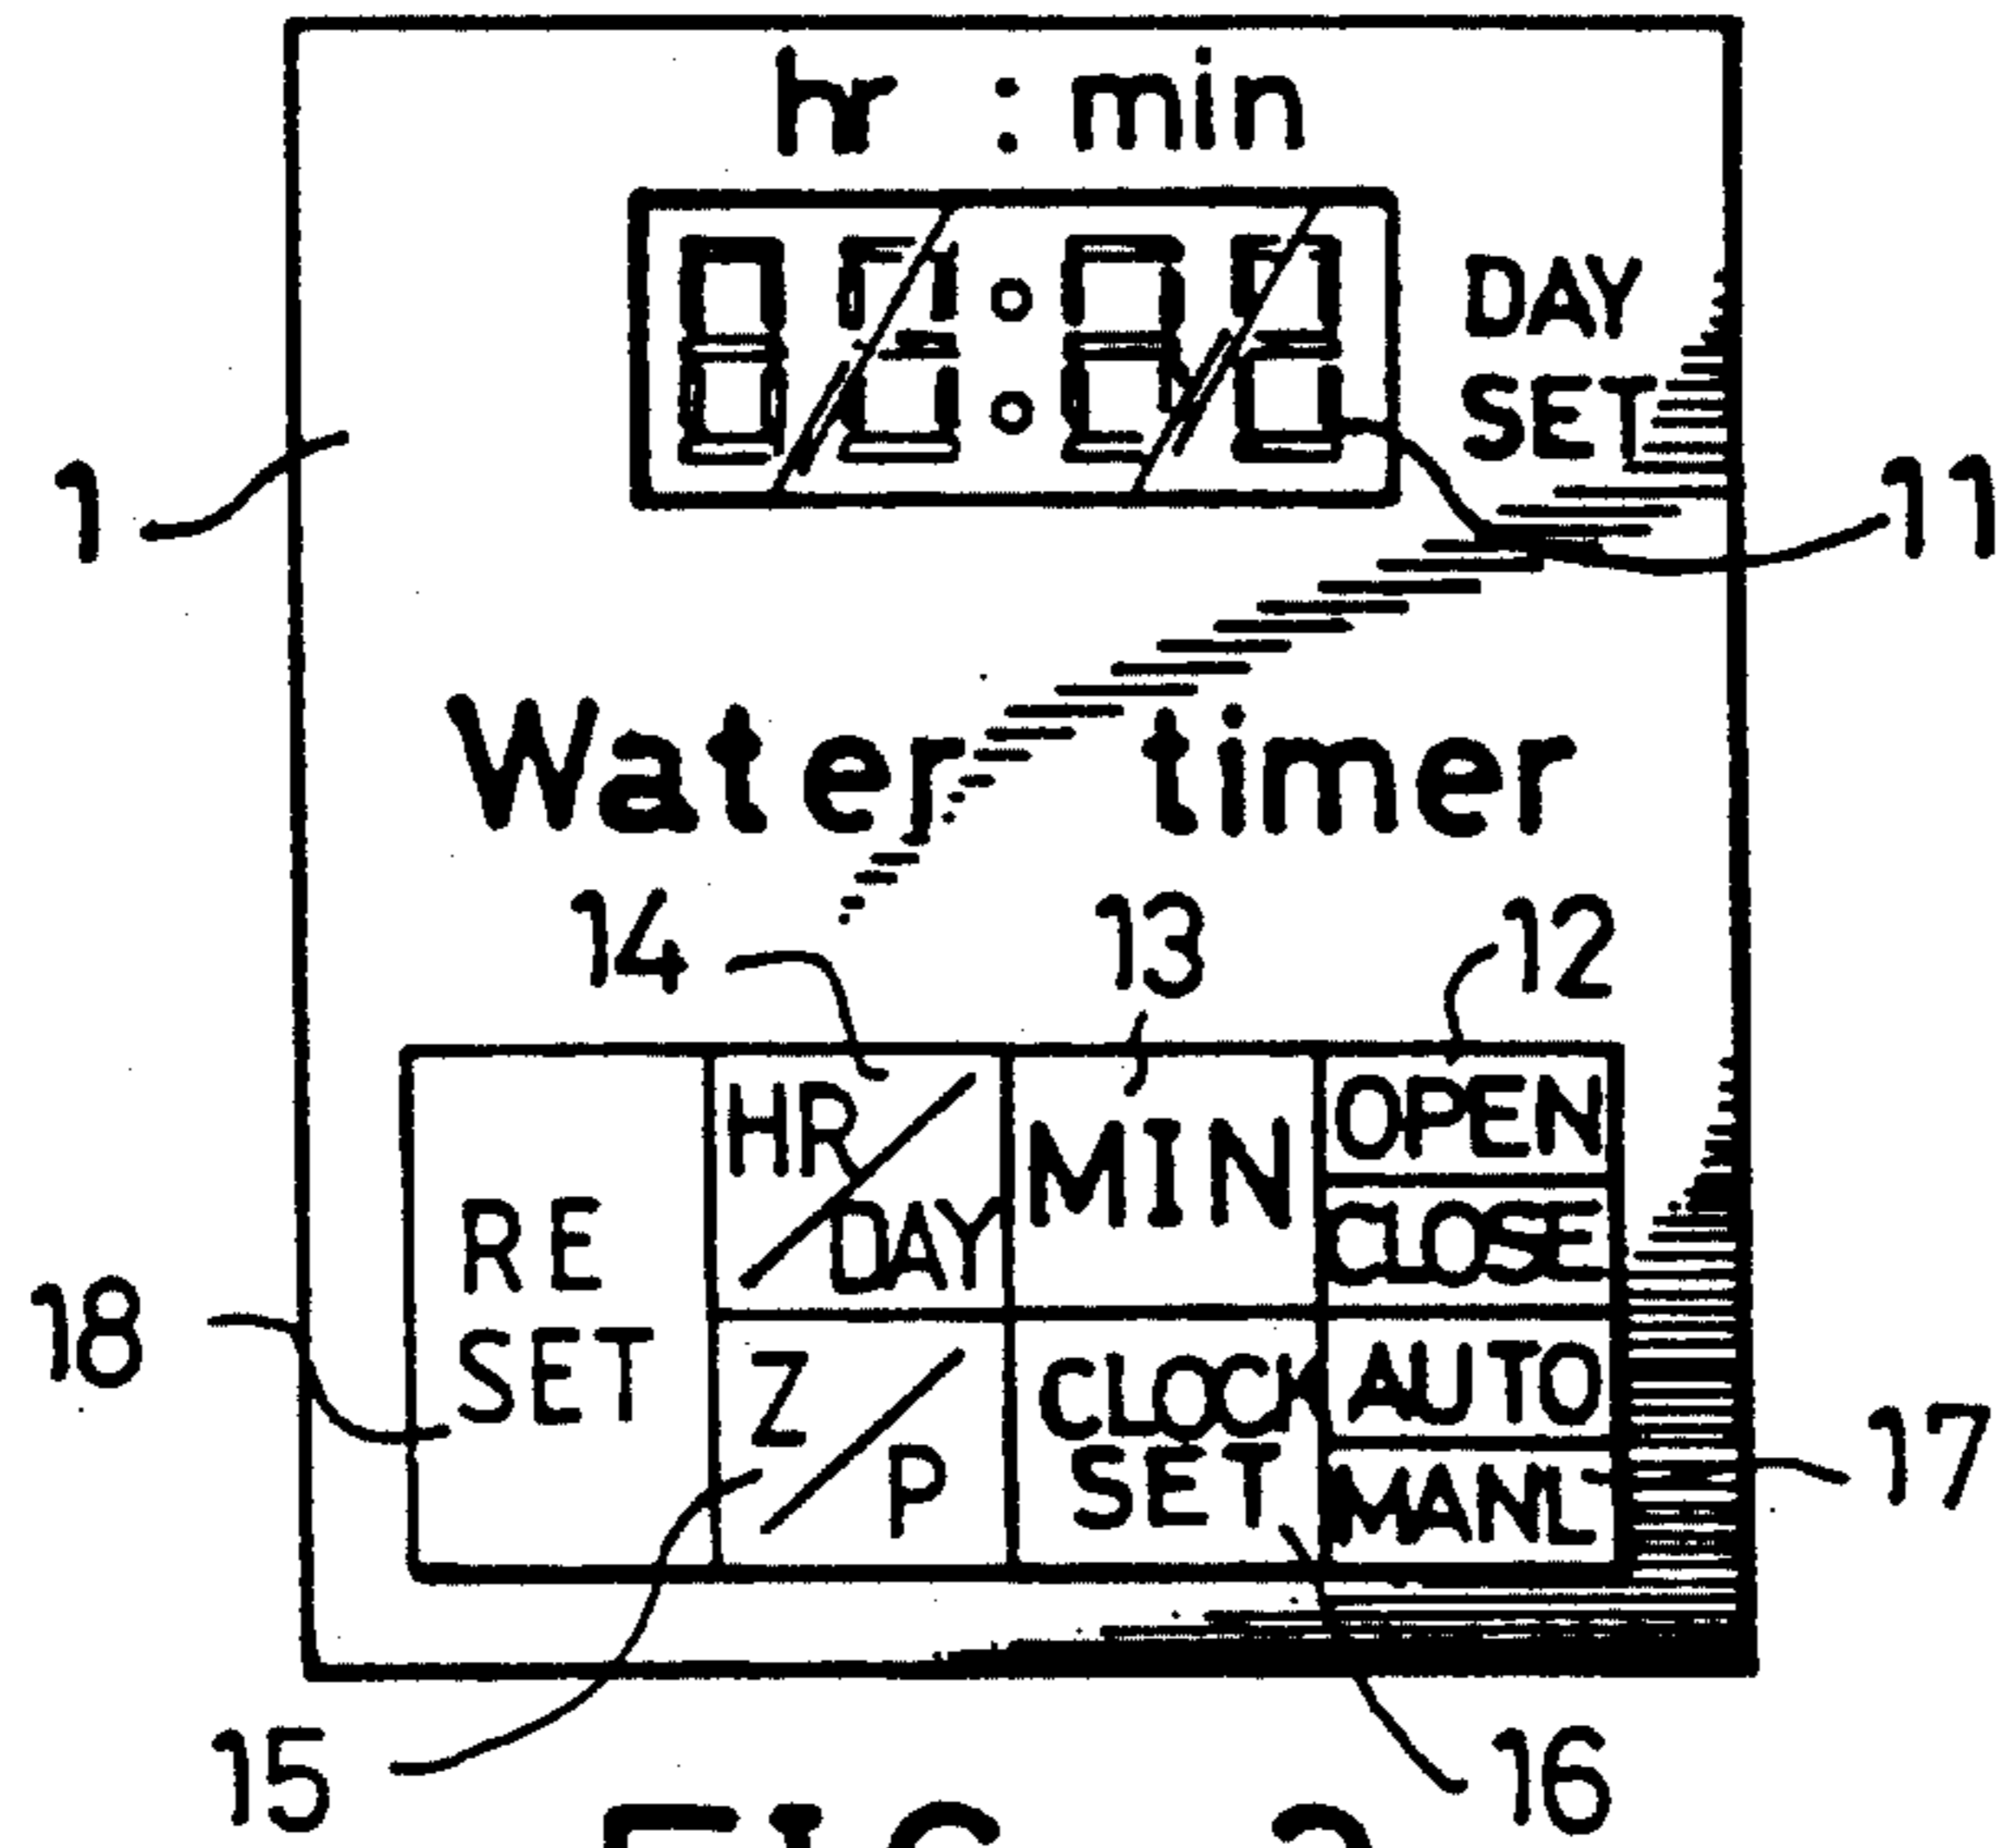 hr : min
DAY
SET
1
11
Water timer
14
13
12
HR/DAY
MIN
OPEN
CLOSE
RE
SET
18
Z/P
CLOCK
SET
AUTO
MANL
17
15
16